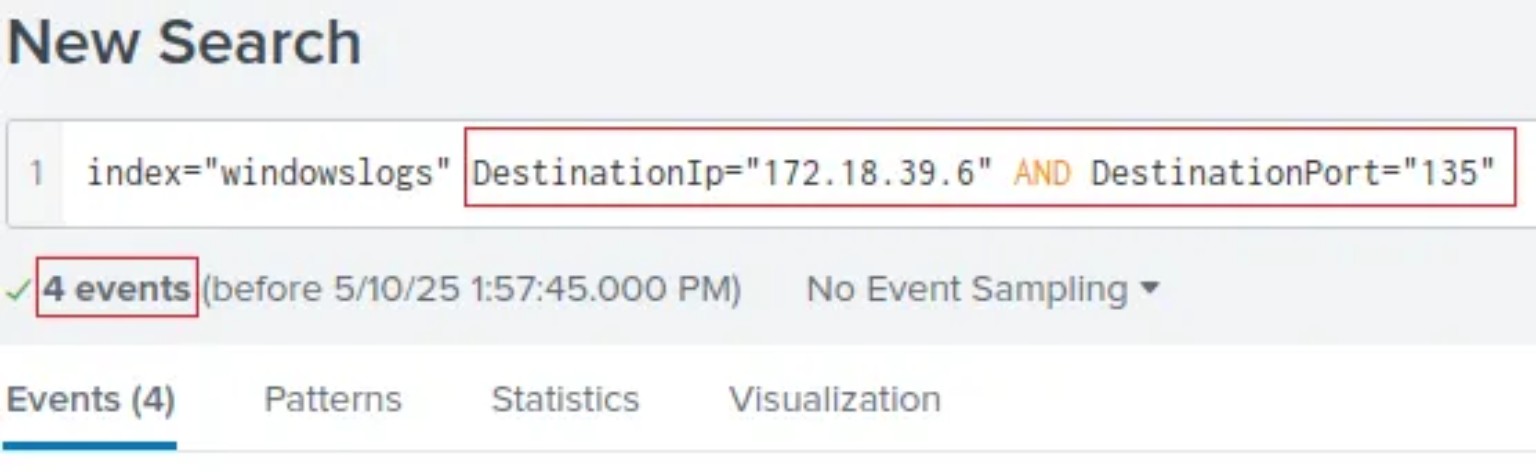 New Search
1 index="windowslogs" DestinationIp="172.18.39.6" AND DestinationPort="135"
4 events (before 5/10/25 1:57:45.000 PM) No Event Sampling
Events (4) Patterns Statistics Visualization